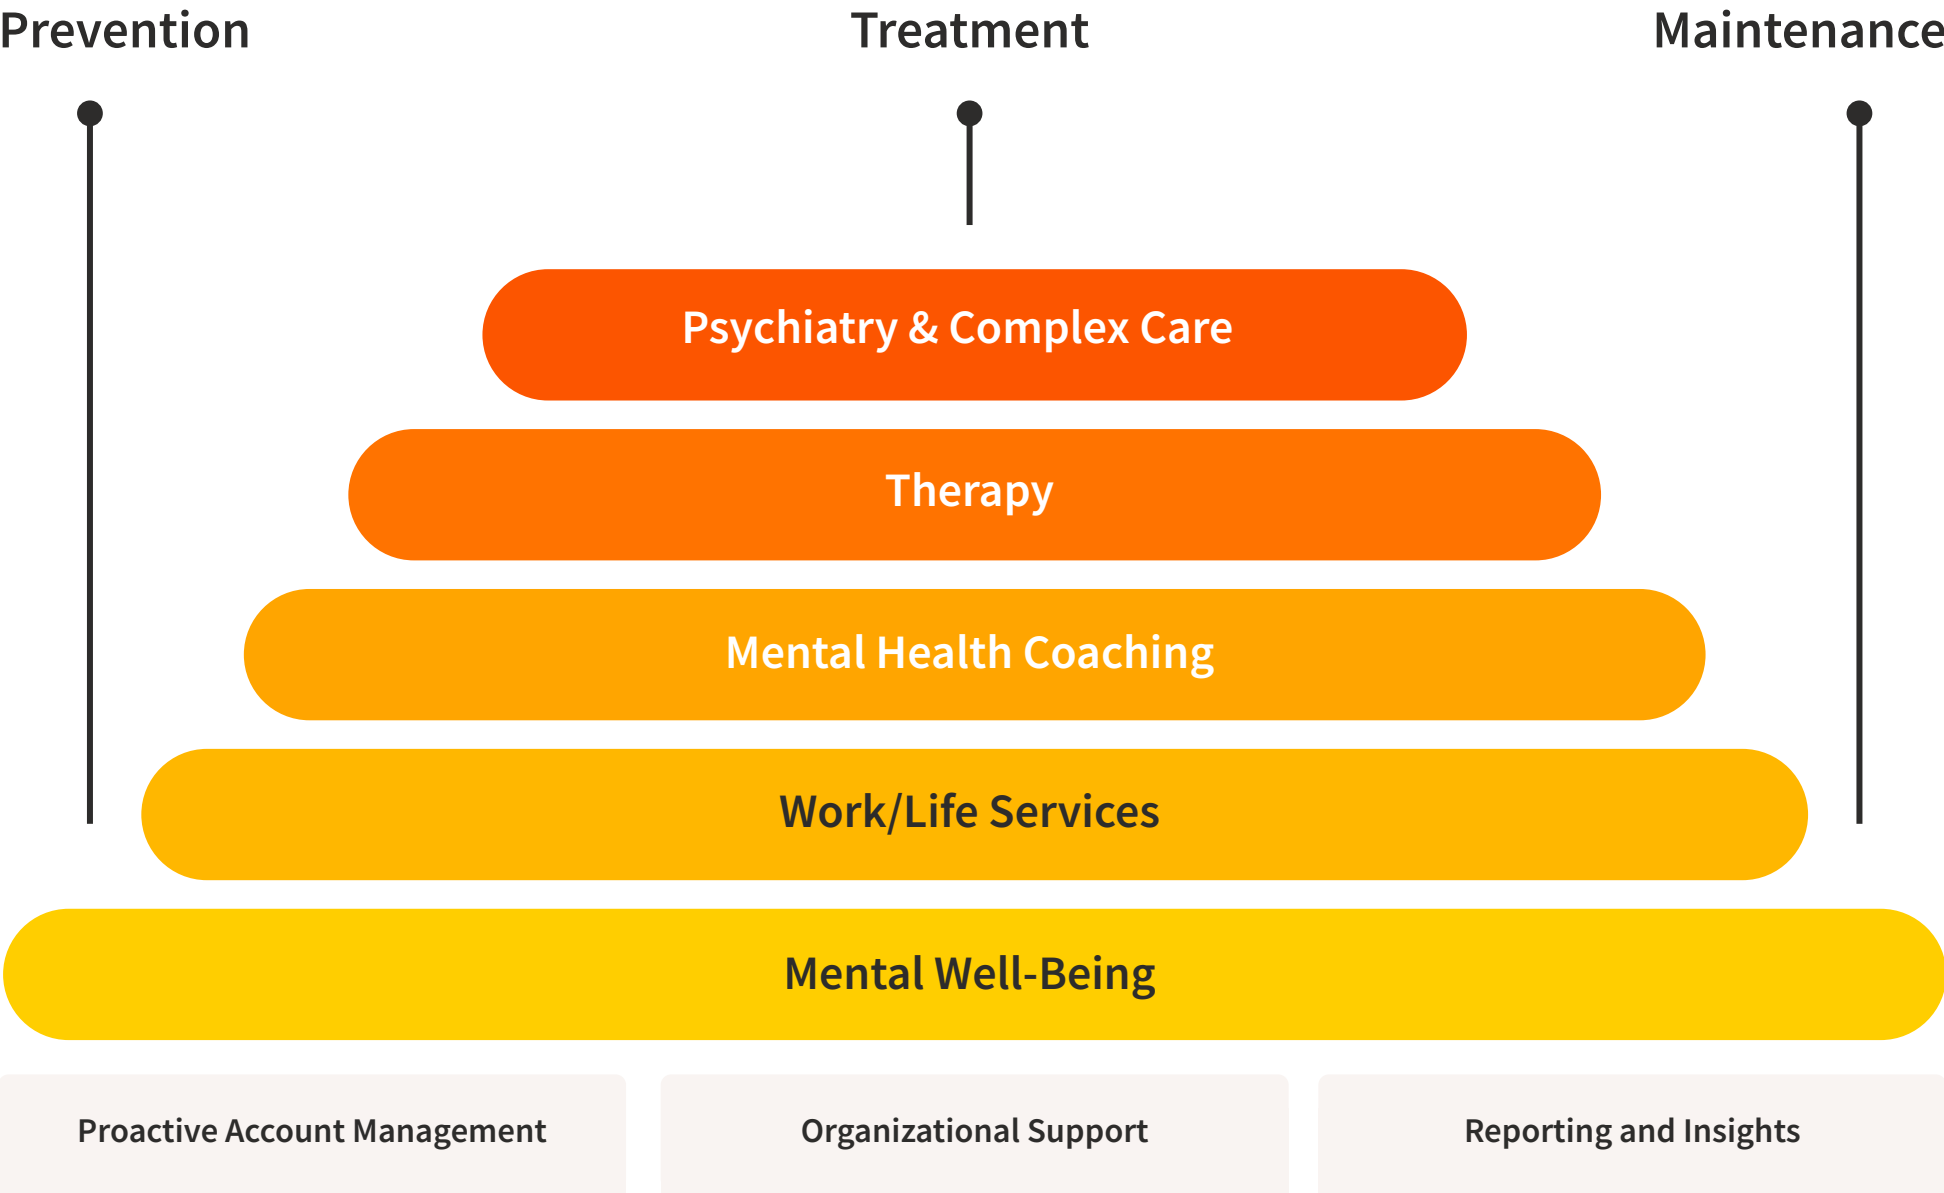 Prevention
Treatment
Maintenance
Psychiatry & Complex Care
Therapy
Mental Health Coaching
Work/Life Services
Mental Well-Being
Proactive Account Management
Organizational Support
Reporting and Insights